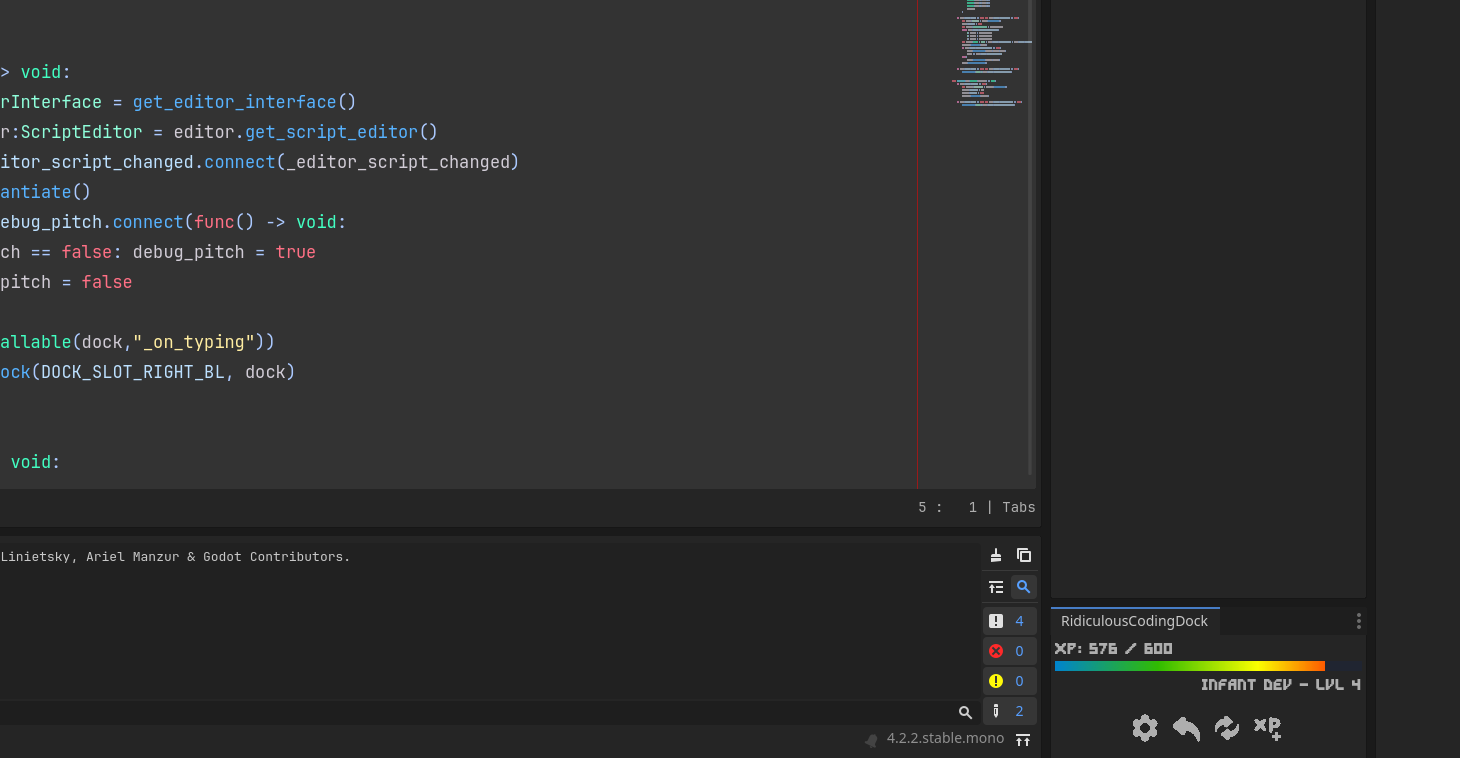 > void:
rInterface = get_editor_interface()
r:ScriptEditor = editor.get_script_editor()
itor_script_changed.connect(_editor_script_changed)
antiate()
ebug_pitch.connect(func() -> void:
ch == false: debug_pitch = true
pitch = false
allable(dock,"_on_typing"))
ock(DOCK_SLOT_RIGHT_BL, dock)
void:
5 : 1 | Tabs
Linietsky, Ariel Manzur & Godot Contributors.
4
0
0
2
4.2.2.stable.mono
RidiculousCodingDock
XP: 576 / 600
INFANT DEV - LVL 4
XP+